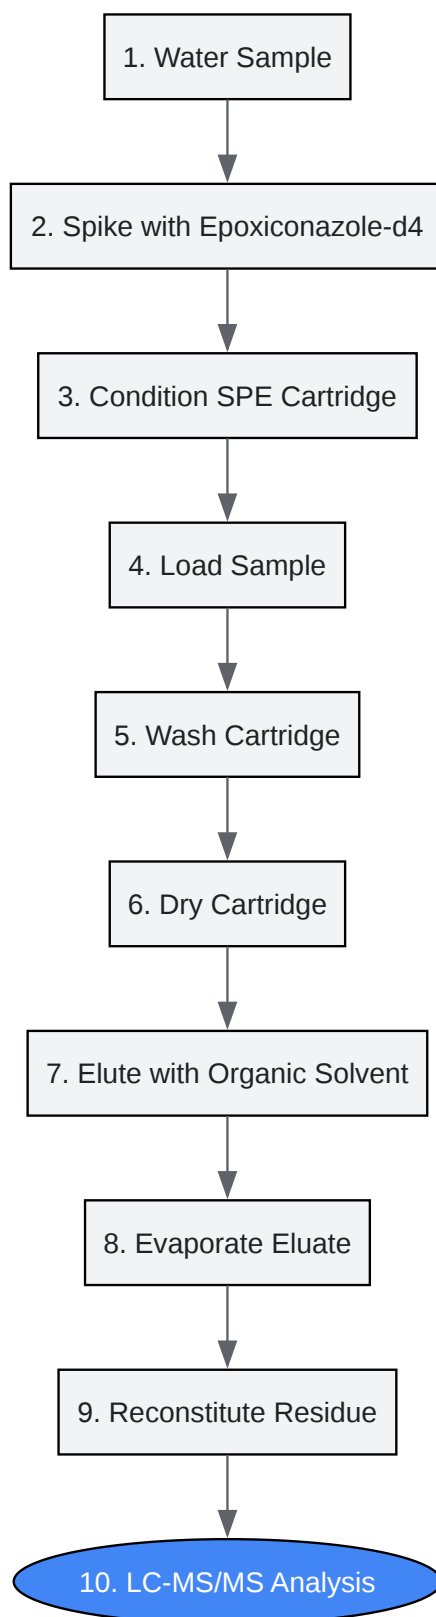 1. Water Sample
2. Spike with Epoxiconazole-d4
3. Condition SPE Cartridge
4. Load Sample
5. Wash Cartridge
6. Dry Cartridge
7. Elute with Organic Solvent
8. Evaporate Eluate
9. Reconstitute Residue
10. LC-MS/MS Analysis